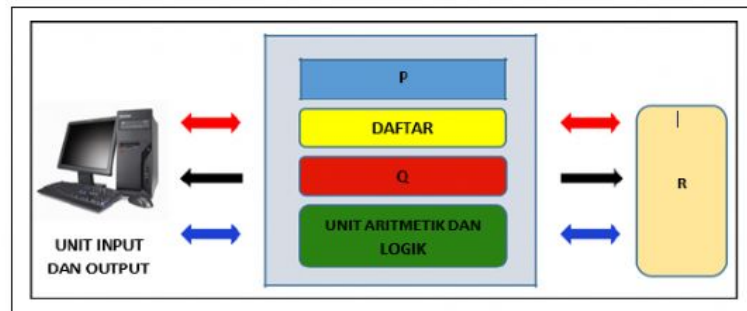 P
DAFTAR
Q
UNIT ARITMETIK DAN
LOGIK
UNIT INPUT
DAN OUTPUT
R